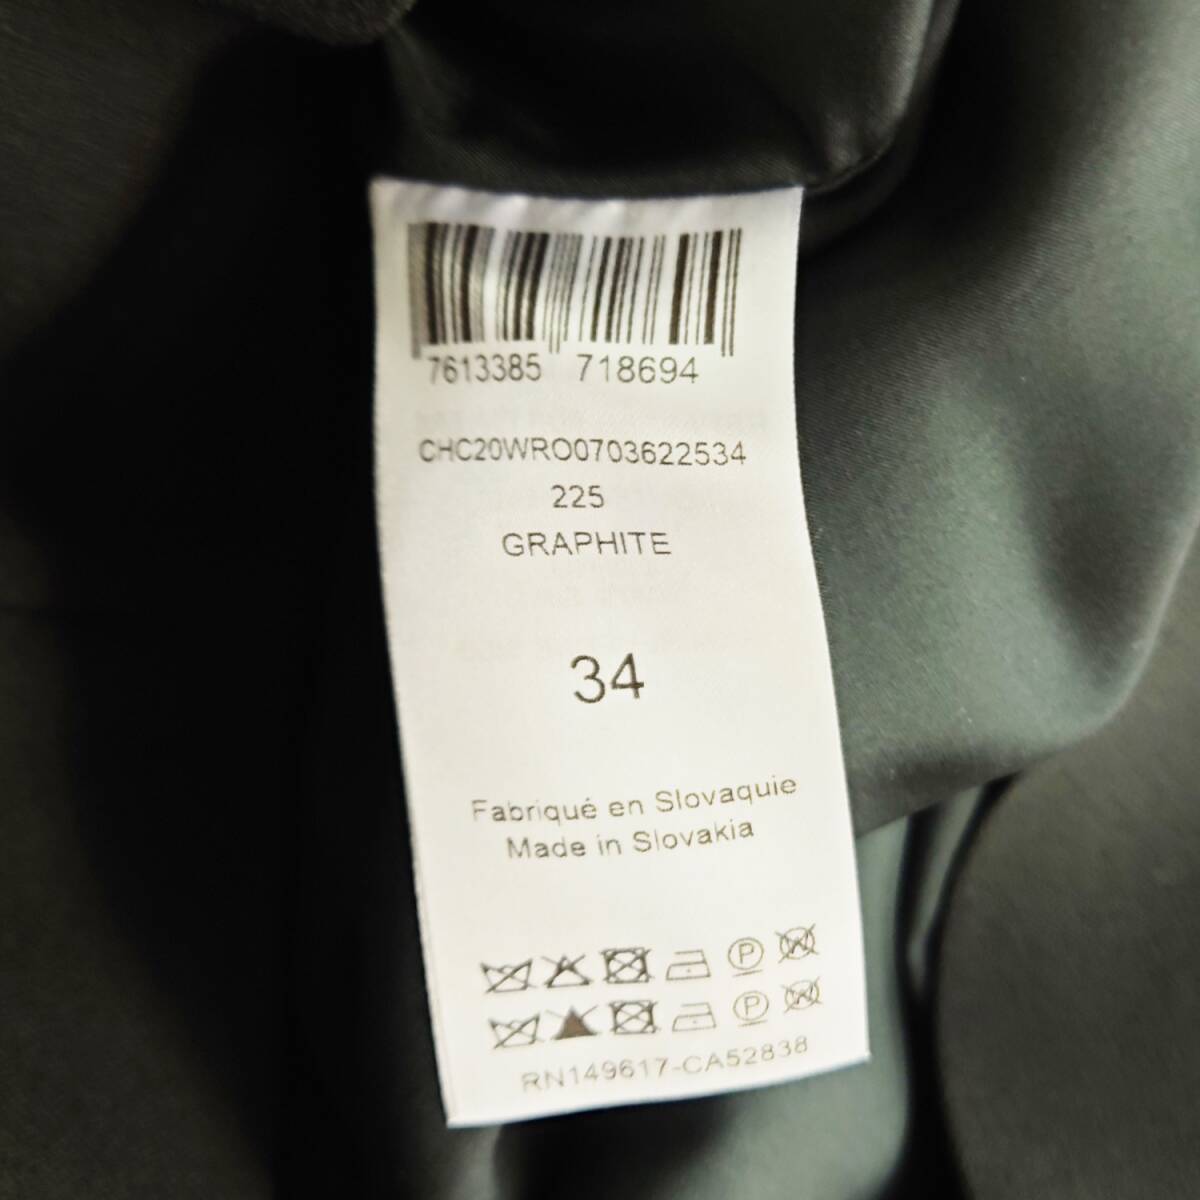 7613385 718694
CHC20WRO0703622534
225
GRAPHITE
34
Fabriqué en Slovaquie
Made in Slovakia
P W
P W
RN149617-CA52838